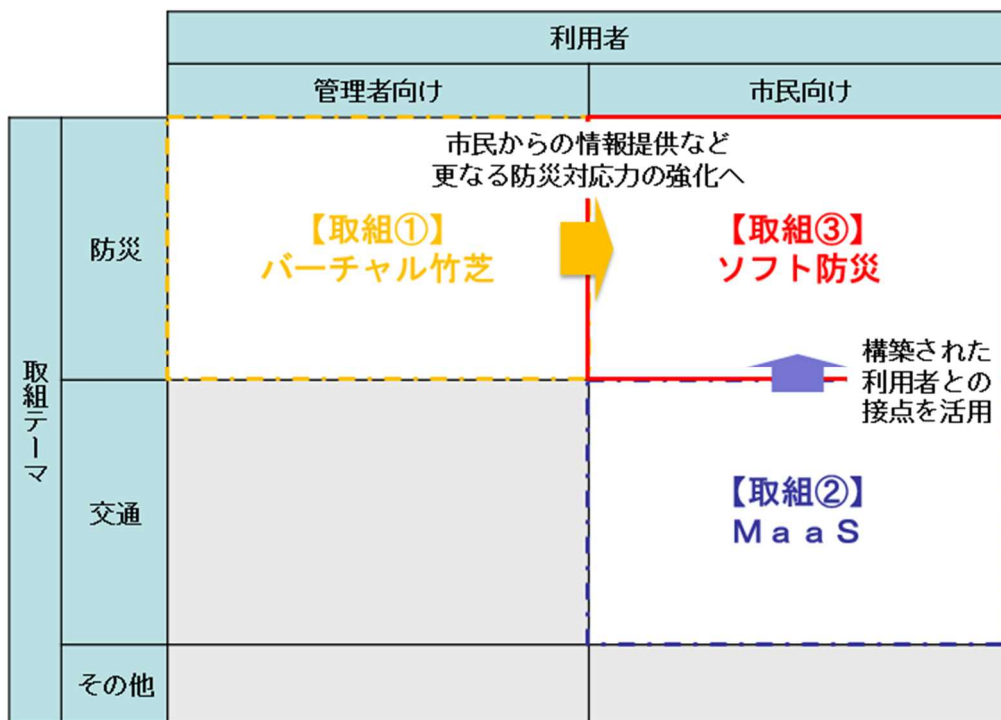 利用者
管理者向け
市民向け
取組テーマ
防災
市民からの情報提供など
更なる防災対応力の強化へ
【取組①】
バーチャル竹芝
【取組③】
ソフト防災
構築された
利用者との
接点を活用
交通
【取組②】
ＭａａＳ
その他